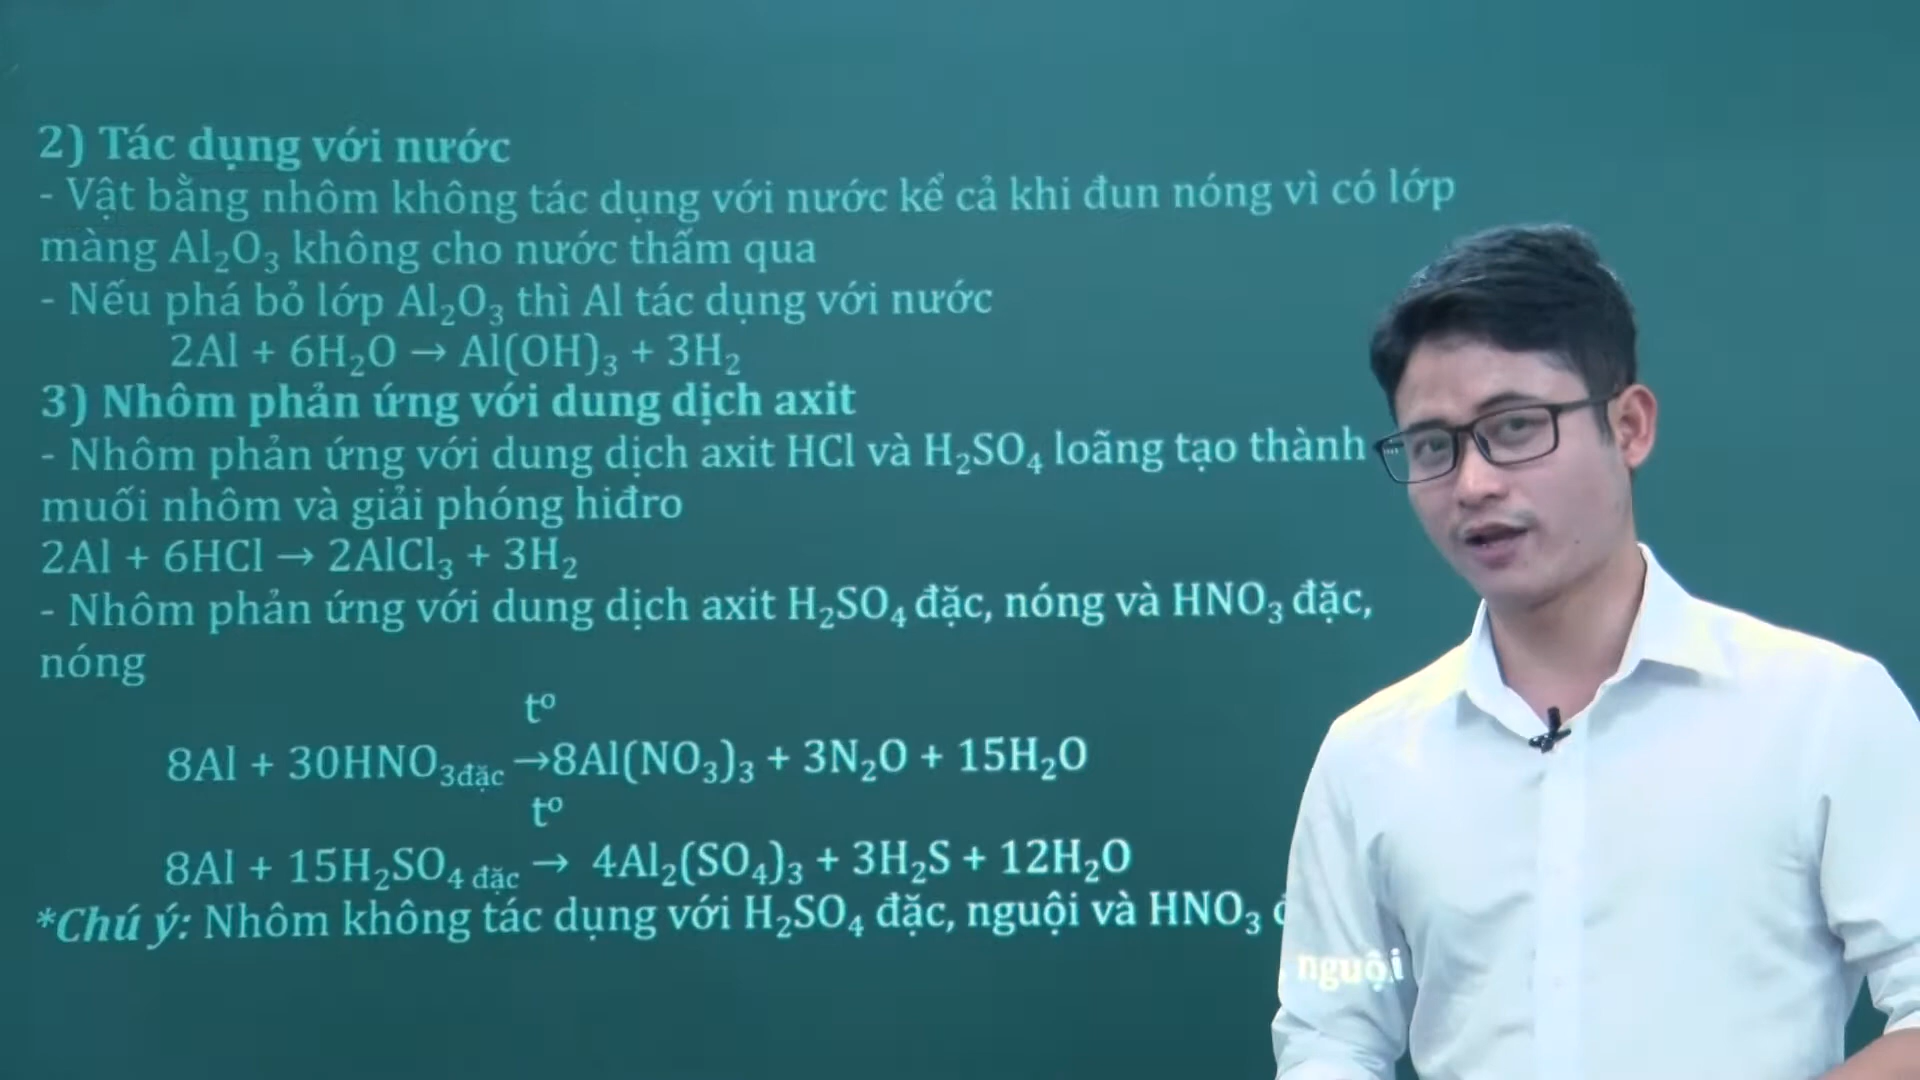 2) Tác dụng với nước
- Vật bằng nhôm không tác dụng với nước kể cả khi đun nóng vì có lớp
màng Al₂O₃ không cho nước thấm qua
- Nếu phá bỏ lớp Al₂O₃ thì Al tác dụng với nước
2Al + 6H₂O → Al(OH)₃ + 3H₂
3) Nhôm phản ứng với dung dịch axit
- Nhôm phản ứng với dung dịch axit HCl và H₂SO₄ loãng tạo thành
muối nhôm và giải phóng hiđro
2Al + 6HCl → 2AlCl₃ + 3H₂
- Nhôm phản ứng với dung dịch axit H₂SO₄ đặc, nóng và HNO₃ đặc,
nóng
tº
8Al + 30HNO₃đặc →8Al(NO₃)₃ + 3N₂O + 15H₂O
tº
8Al + 15H₂SO₄ đặc → 4Al₂(SO₄)₃ + 3H₂S + 12H₂O
*Chú ý: Nhôm không tác dụng với H₂SO₄ đặc, nguội và HNO₃ đ
, nguội